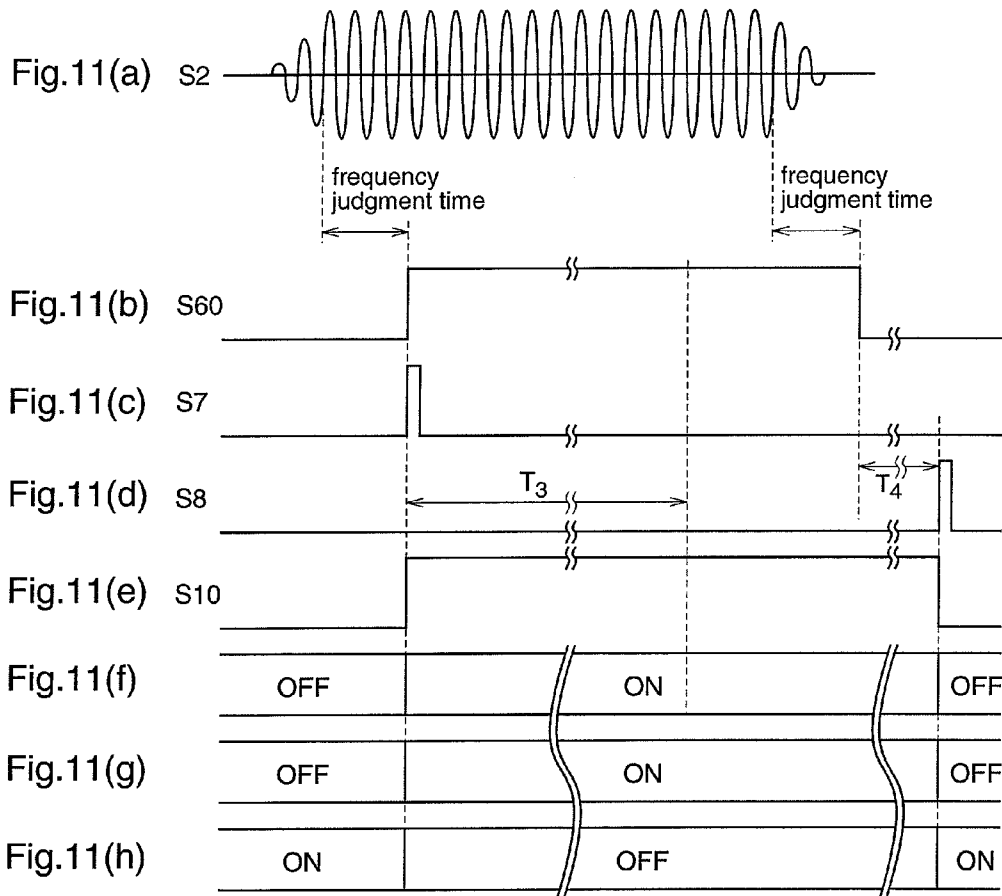 Fig.11(a) S2
frequency
judgment time
frequency
judgment time
Fig.11(b) S60
Fig.11(c) S7
Fig.11(d) S8 T3 T4
Fig.11(e) S10
Fig.11(f) OFF ON OFF
Fig.11(g) OFF ON OFF
Fig.11(h) ON OFF ON